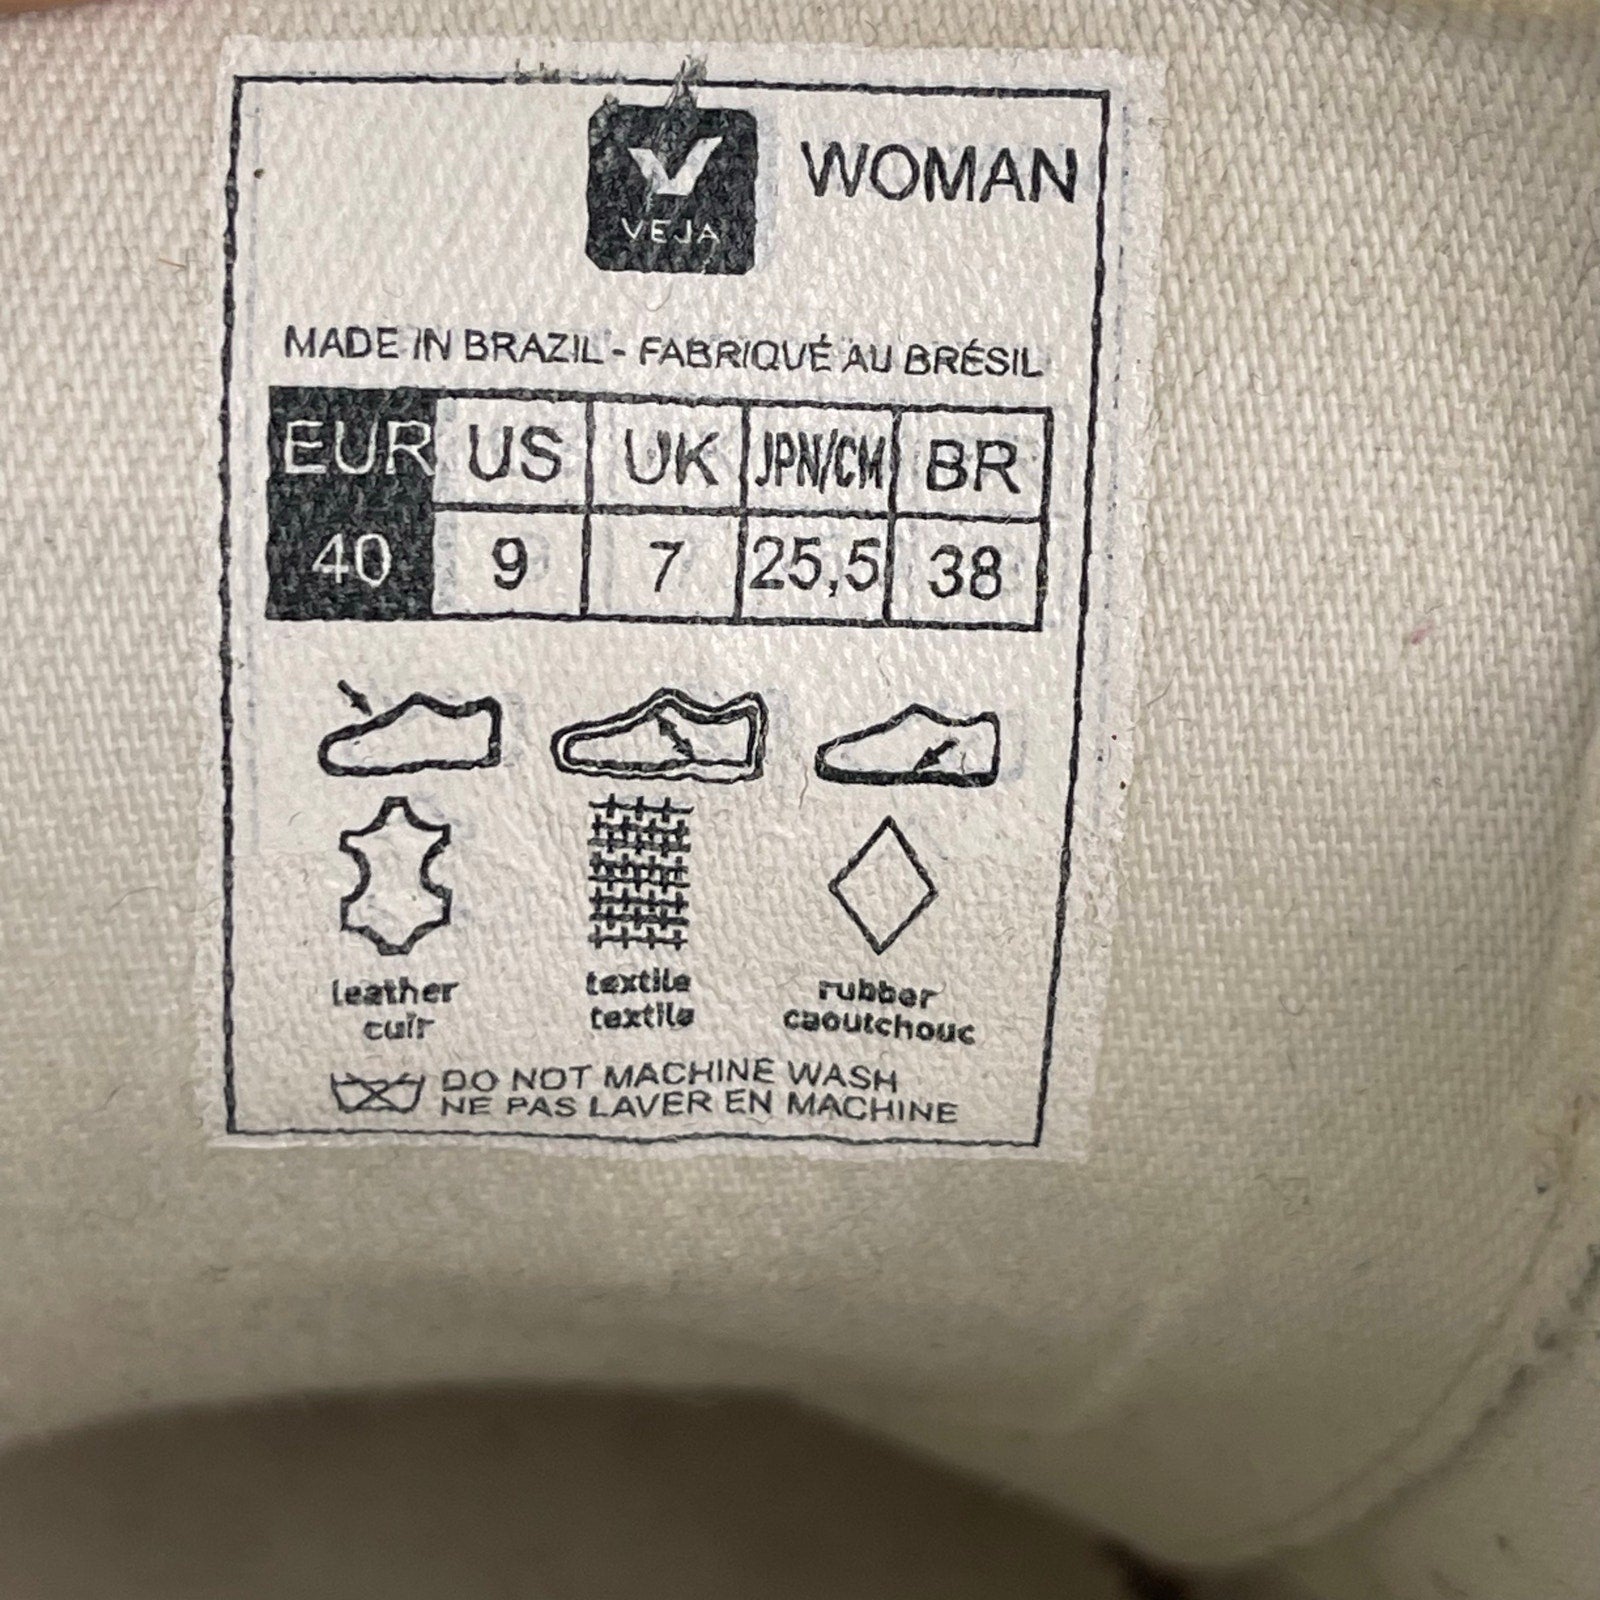 VEJA
WOMAN
MADE IN BRAZIL - FABRIQUÉ AU BRÉSIL
EUR US UK JPN/CM BR
40 9 7 25,5 38
leather textile rubber
cuir textile caoutchouc
DO NOT MACHINE WASH
NE PAS LAVER EN MACHINE